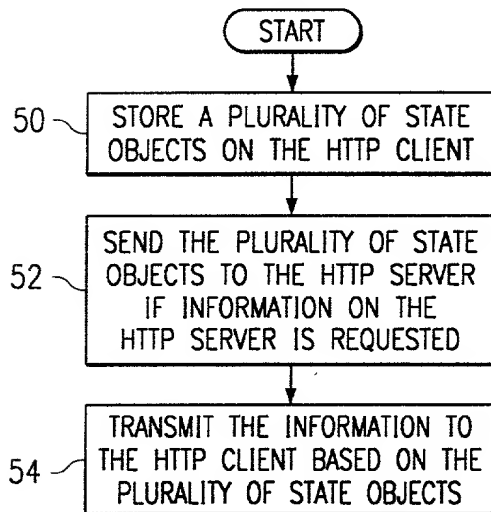 START
50
STORE A PLURALITY OF STATE
OBJECTS ON THE HTTP CLIENT
52
SEND THE PLURALITY OF STATE
OBJECTS TO THE HTTP SERVER
IF INFORMATION ON THE
HTTP SERVER IS REQUESTED
54
TRANSMIT THE INFORMATION TO
THE HTTP CLIENT BASED ON THE
PLURALITY OF STATE OBJECTS